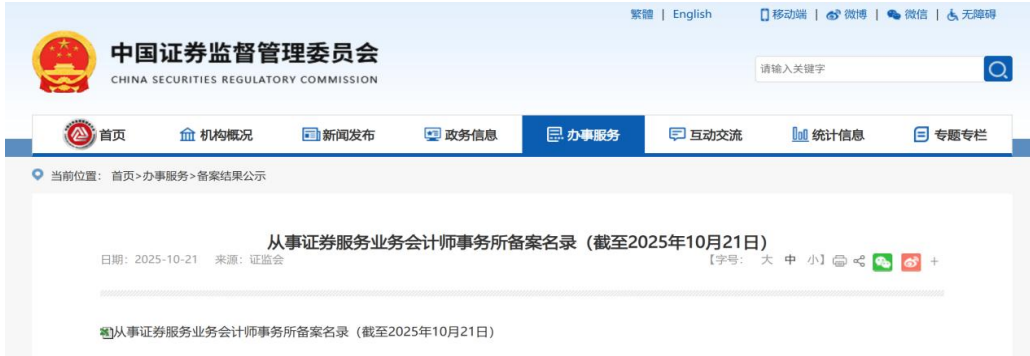 繁體 | English 移动端 | 微博 | 微信 | 无障碍
中国证券监督管理委员会
CHINA SECURITIES REGULATORY COMMISSION
请输入关键字
首页 机构概况 新闻发布 政务信息 办事服务 互动交流 统计信息 专题专栏
当前位置： 首页>办事服务>备案结果公示
从事证券服务业务会计师事务所备案名录（截至2025年10月21日）
日期：2025-10-21 来源：证监会 【字号： 大 中 小】
从事证券服务业务会计师事务所备案名录（截至2025年10月21日）